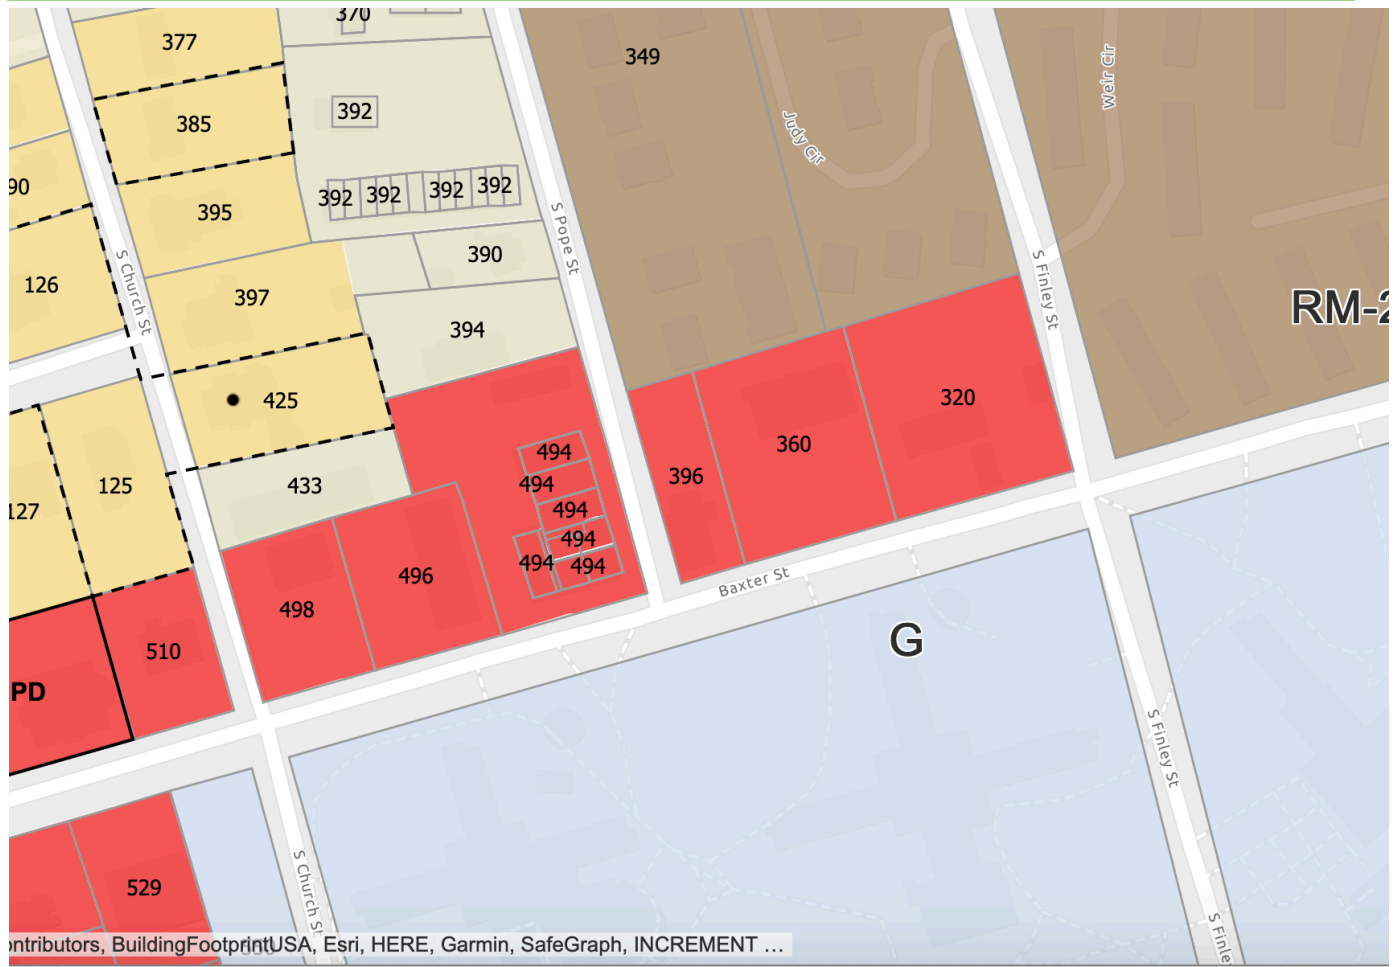 370
377
349
392
385
Weir Cir
Judy Cir
90
392
392
392
392
395
S Pope St
390
126
S Church St
397
S Finley St
RM-2
394
425
320
360
494
396
125
433
494
127
494
494
494
494
496
Baxter St
498
G
510
PD
S Finley St
529
S Church St
S Finle
ontributors, BuildingFootprintUSA, Esri, HERE, Garmin, SafeGraph, INCREMENT …